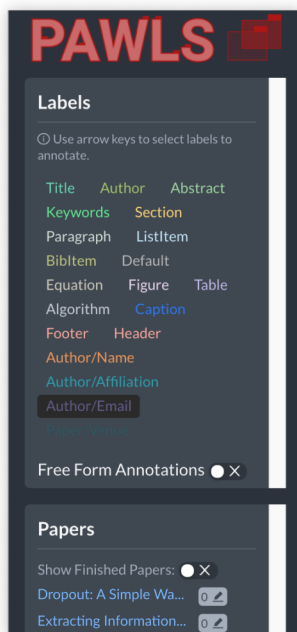 PAWLS
Labels
Use arrow keys to select labels to
annotate.
Title Author Abstract
Keywords Section
Paragraph ListItem
BibItem Default
Equation Figure Table
Algorithm Caption
Footer Header
Author/Name
Author/Affiliation
Author/Email
Free Form Annotations
Papers
Show Finished Papers:
Dropout: A Simple Wa... 0
Extracting Information... 0